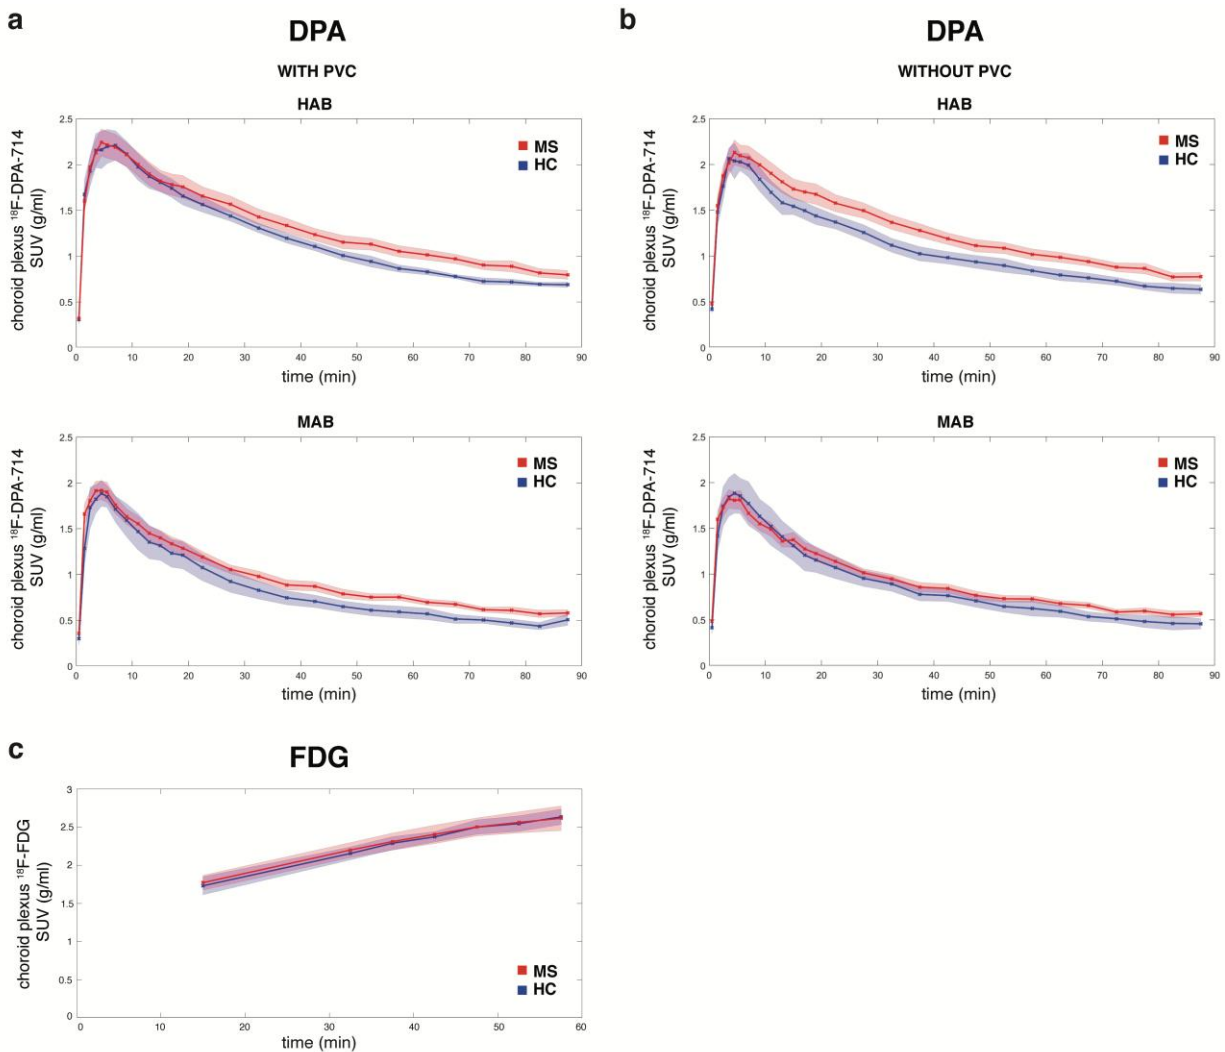 a
DPA
WITH PVC
HAB
2.5
2
1.5
1
0.5
0
choroid plexus ¹⁸F-DPA-714
SUV (g/ml)
MS
HC
0 10 20 30 40 50 60 70 80 90
time (min)
MAB
2.5
2
1.5
1
0.5
0
choroid plexus ¹⁸F-DPA-714
SUV (g/ml)
MS
HC
0 10 20 30 40 50 60 70 80 90
time (min)
b
DPA
WITHOUT PVC
HAB
2.5
2
1.5
1
0.5
0
choroid plexus ¹⁸F-DPA-714
SUV (g/ml)
MS
HC
0 10 20 30 40 50 60 70 80 90
time (min)
MAB
2.5
2
1.5
1
0.5
0
choroid plexus ¹⁸F-DPA-714
SUV (g/ml)
MS
HC
0 10 20 30 40 50 60 70 80 90
time (min)
c
FDG
3
2.5
2
1.5
1
0.5
0
choroid plexus ¹⁸F-FDG
SUV (g/ml)
MS
HC
0 10 20 30 40 50 60
time (min)